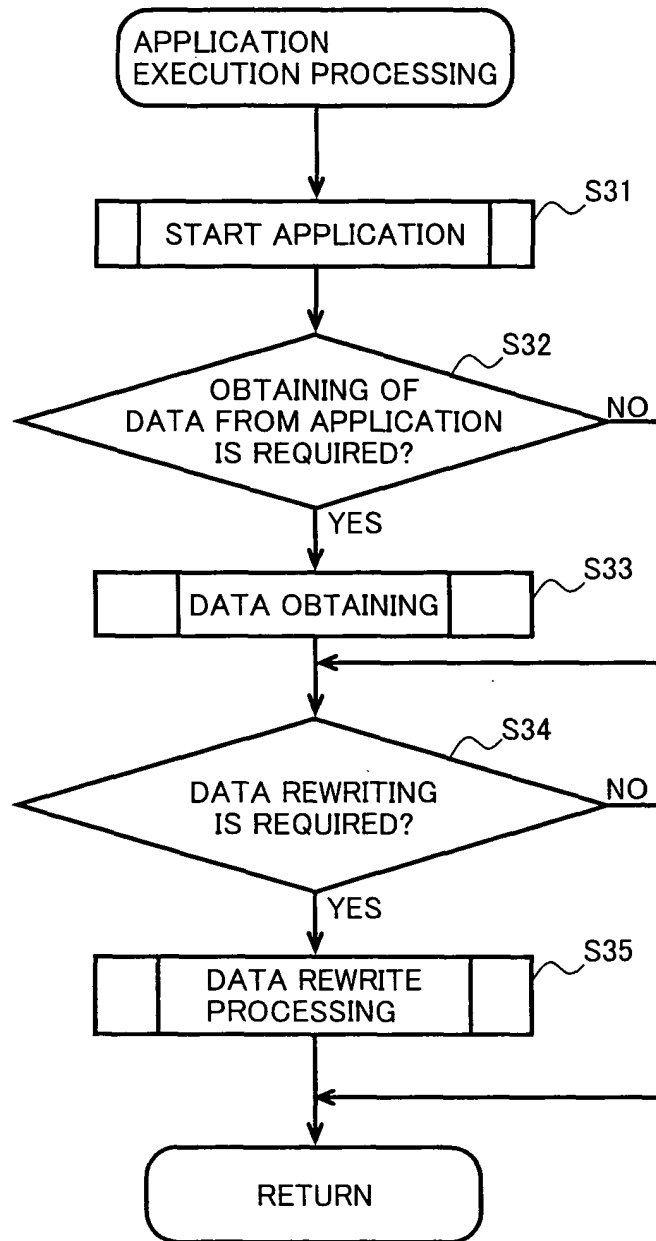 APPLICATION
EXECUTION PROCESSING
S31
START APPLICATION
S32
OBTAINING OF
DATA FROM APPLICATION
IS REQUIRED?
NO
YES
S33
DATA OBTAINING
S34
DATA REWRITING
IS REQUIRED?
NO
YES
S35
DATA REWRITE
PROCESSING
RETURN